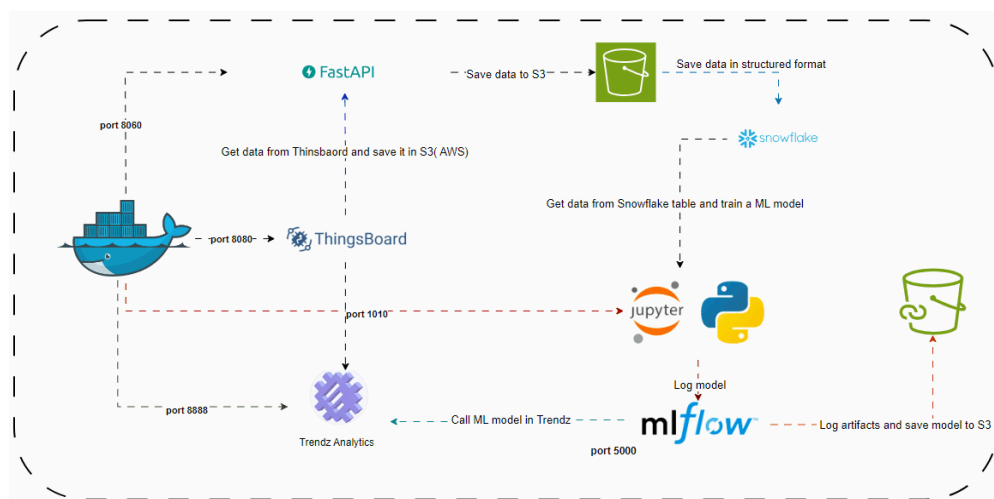 FastAPI
Save data to S3
Save data in structured format
port 8060
snowflake
Get data from Thinsbaord and save it in S3( AWS)
Get data from Snowflake table and train a ML model
port 8080
ThingsBoard
port 1010
jupyter
Log model
port 8888
Trendz Analytics
Call ML model in Trendz
mlflow™
Log artifacts and save model to S3
port 5000